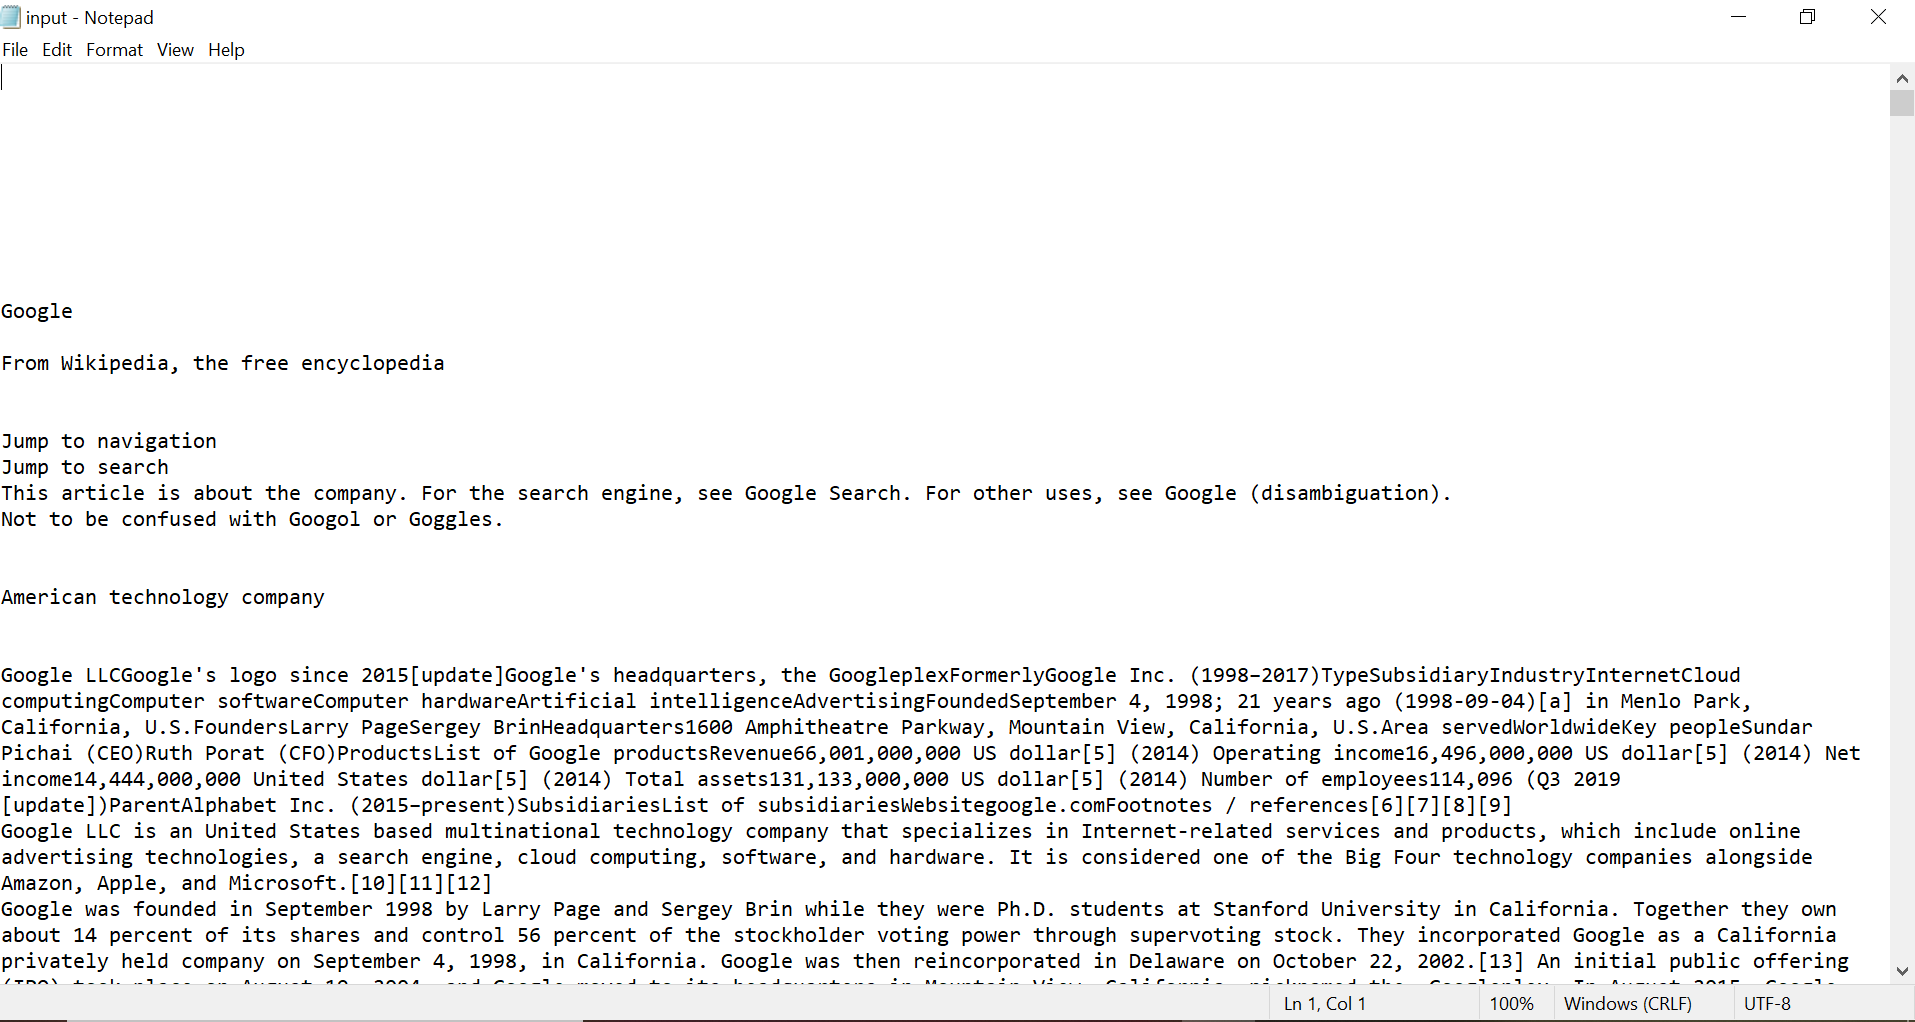 input - Notepad
File Edit Format View Help
Google
From Wikipedia, the free encyclopedia
Jump to navigation
Jump to search
This article is about the company. For the search engine, see Google Search. For other uses, see Google (disambiguation).
Not to be confused with Googol or Goggles.
American technology company
Google LLCGoogle's logo since 2015[update]Google's headquarters, the GoogleplexFormerlyGoogle Inc. (1998–2017)TypeSubsidiaryIndustryInternetCloud
computingComputer softwareComputer hardwareArtificial intelligenceAdvertisingFoundedSeptember 4, 1998; 21 years ago (1998-09-04)[a] in Menlo Park,
California, U.S.FoundersLarry PageSergey BrinHeadquarters1600 Amphitheatre Parkway, Mountain View, California, U.S.Area servedWorldwideKey peopleSundar
Pichai (CEO)Ruth Porat (CFO)ProductsList of Google productsRevenue66,001,000,000 US dollar[5] (2014) Operating income16,496,000,000 US dollar[5] (2014) Net
income14,444,000,000 United States dollar[5] (2014) Total assets131,133,000,000 US dollar[5] (2014) Number of employees114,096 (Q3 2019
[update])ParentAlphabet Inc. (2015–present)SubsidiariesList of subsidiariesWebsitegoogle.comFootnotes / references[6][7][8][9]
Google LLC is an United States based multinational technology company that specializes in Internet-related services and products, which include online
advertising technologies, a search engine, cloud computing, software, and hardware. It is considered one of the Big Four technology companies alongside
Amazon, Apple, and Microsoft.[10][11][12]
Google was founded in September 1998 by Larry Page and Sergey Brin while they were Ph.D. students at Stanford University in California. Together they own
about 14 percent of its shares and control 56 percent of the stockholder voting power through supervoting stock. They incorporated Google as a California
privately held company on September 4, 1998, in California. Google was then reincorporated in Delaware on October 22, 2002.[13] An initial public offering
Ln 1, Col 1 100% Windows (CRLF) UTF-8